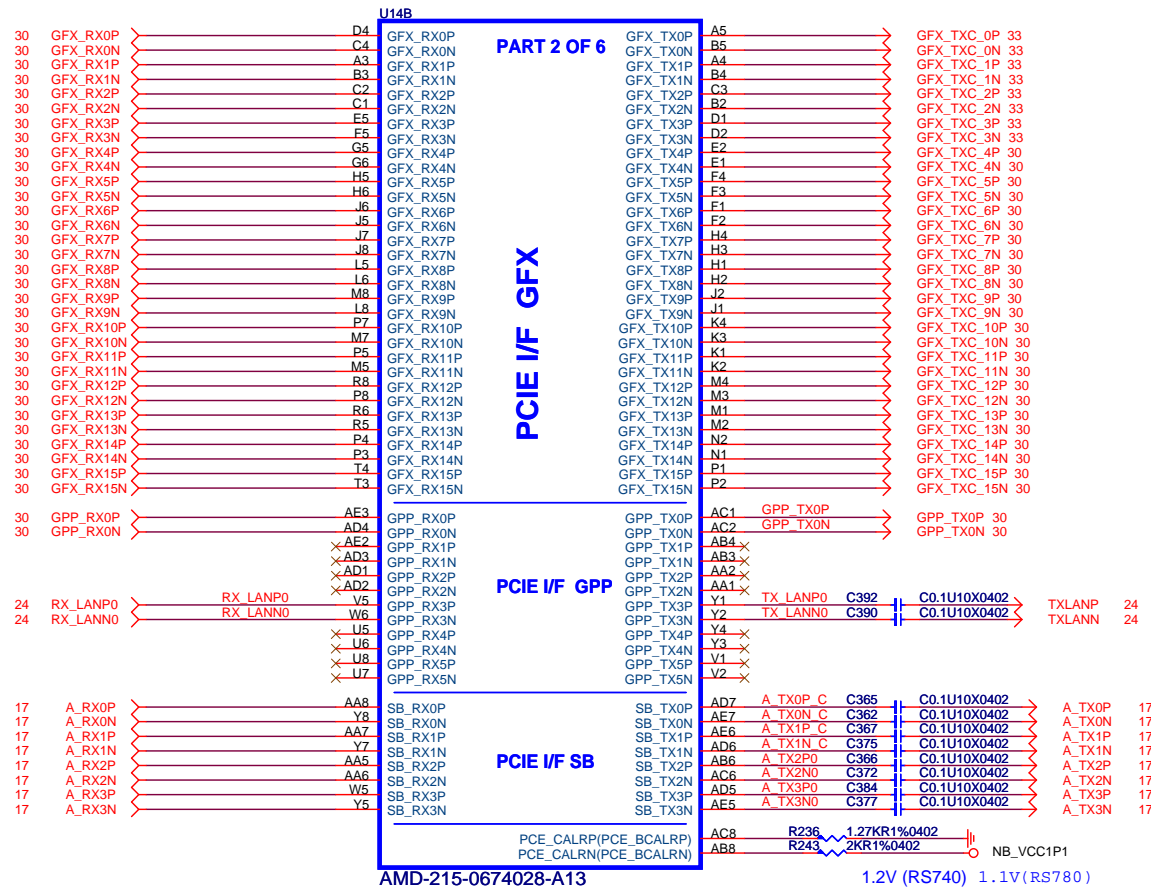 U14B
PART 2 OF 6
30 GFX_RX0P D4 GFX_RX0P GFX_TX0P A5 GFX_TXC_0P 33
30 GFX_RX0N C4 GFX_RX0N GFX_TX0N B5 GFX_TXC_0N 33
30 GFX_RX1P A3 GFX_RX1P GFX_TX1P A4 GFX_TXC_1P 33
30 GFX_RX1N B3 GFX_RX1N GFX_TX1N B4 GFX_TXC_1N 33
30 GFX_RX2P C2 GFX_RX2P GFX_TX2P C3 GFX_TXC_2P 33
30 GFX_RX2N C1 GFX_RX2N GFX_TX2N B2 GFX_TXC_2N 33
30 GFX_RX3P E5 GFX_RX3P GFX_TX3P D1 GFX_TXC_3P 33
30 GFX_RX3N F5 GFX_RX3N GFX_TX3N D2 GFX_TXC_3N 33
30 GFX_RX4P G5 GFX_RX4P GFX_TX4P E2 GFX_TXC_4P 30
30 GFX_RX4N G6 GFX_RX4N GFX_TX4N E1 GFX_TXC_4N 30
30 GFX_RX5P H5 GFX_RX5P GFX_TX5P F4 GFX_TXC_5P 30
30 GFX_RX5N H6 GFX_RX5N GFX_TX5N F3 GFX_TXC_5N 30
30 GFX_RX6P J6 GFX_RX6P GFX_TX6P F1 GFX_TXC_6P 30
30 GFX_RX6N J5 GFX_RX6N GFX_TX6N F2 GFX_TXC_6N 30
30 GFX_RX7P J7 GFX_RX7P GFX_TX7P H4 GFX_TXC_7P 30
30 GFX_RX7N J8 GFX_RX7N GFX_TX7N H3 GFX_TXC_7N 30
30 GFX_RX8P L5 GFX_RX8P GFX_TX8P H1 GFX_TXC_8P 30
30 GFX_RX8N L6 GFX_RX8N GFX_TX8N H2 GFX_TXC_8N 30
30 GFX_RX9P M8 GFX_RX9P GFX_TX9P J2 GFX_TXC_9P 30
30 GFX_RX9N L8 GFX_RX9N GFX_TX9N J1 GFX_TXC_9N 30
30 GFX_RX10P P7 GFX_RX10P GFX_TX10P K4 GFX_TXC_10P 30
30 GFX_RX10N M7 GFX_RX10N GFX_TX10N K3 GFX_TXC_10N 30
30 GFX_RX11P P5 GFX_RX11P GFX_TX11P K1 GFX_TXC_11P 30
30 GFX_RX11N M5 GFX_RX11N GFX_TX11N K2 GFX_TXC_11N 30
30 GFX_RX12P R8 GFX_RX12P GFX_TX12P M4 GFX_TXC_12P 30
30 GFX_RX12N P8 GFX_RX12N GFX_TX12N M3 GFX_TXC_12N 30
30 GFX_RX13P R6 GFX_RX13P GFX_TX13P M1 GFX_TXC_13P 30
30 GFX_RX13N R5 GFX_RX13N GFX_TX13N M2 GFX_TXC_13N 30
30 GFX_RX14P P4 GFX_RX14P GFX_TX14P N2 GFX_TXC_14P 30
30 GFX_RX14N P3 GFX_RX14N GFX_TX14N N1 GFX_TXC_14N 30
30 GFX_RX15P T4 GFX_RX15P GFX_TX15P P1 GFX_TXC_15P 30
30 GFX_RX15N T3 GFX_RX15N GFX_TX15N P2 GFX_TXC_15N 30
PCIE I/F GFX
30 GPP_RX0P AE3 GPP_RX0P GPP_TX0P AC1 GPP_TX0P GPP_TX0P 30
30 GPP_RX0N AD4 GPP_RX0N GPP_TX0N AC2 GPP_TX0N GPP_TX0N 30
AE2 GPP_RX1P GPP_TX1P AB4
AD3 GPP_RX1N GPP_TX1N AB3
AD1 GPP_RX2P GPP_TX2P AA2
AD2 GPP_RX2N GPP_TX2N AA1
PCIE I/F GPP
24 RX_LANP0 RX_LANP0 V5 GPP_RX3P GPP_TX3P Y1 TX_LANP0 C392 C0.1U10X0402 TXLANP 24
24 RX_LANN0 RX_LANN0 W6 GPP_RX3N GPP_TX3N Y2 TX_LANN0 C390 C0.1U10X0402 TXLANN 24
U5 GPP_RX4P GPP_TX4P Y4
U6 GPP_RX4N GPP_TX4N Y3
U8 GPP_RX5P GPP_TX5P V1
U7 GPP_RX5N GPP_TX5N V2
17 A_RX0P AA8 SB_RX0P SB_TX0P AD7 A_TX0P_C C365 C0.1U10X0402 A_TX0P 17
17 A_RX0N Y8 SB_RX0N SB_TX0N AE7 A_TX0N_C C362 C0.1U10X0402 A_TX0N 17
17 A_RX1P AA7 SB_RX1P SB_TX1P AE6 A_TX1P_C C367 C0.1U10X0402 A_TX1P 17
17 A_RX1N Y7 SB_RX1N SB_TX1N AD6 A_TX1N_C C375 C0.1U10X0402 A_TX1N 17
17 A_RX2P AA5 SB_RX2P SB_TX2P AB6 A_TX2P0 C366 C0.1U10X0402 A_TX2P 17
17 A_RX2N AA6 SB_RX2N SB_TX2N AC6 A_TX2N0 C372 C0.1U10X0402 A_TX2N 17
17 A_RX3P W5 SB_RX3P SB_TX3P AD5 A_TX3P0 C384 C0.1U10X0402 A_TX3P 17
17 A_RX3N Y5 SB_RX3N SB_TX3N AE5 A_TX3N0 C377 C0.1U10X0402 A_TX3N 17
PCIE I/F SB
PCE_CALRP(PCE_BCALRP) AC8 R236 1.27KR1%0402
PCE_CALRN(PCE_BCALRN) AB8 R243 2KR1%0402 NB_VCC1P1
AMD-215-0674028-A13
1.2V (RS740) 1.1V(RS780)